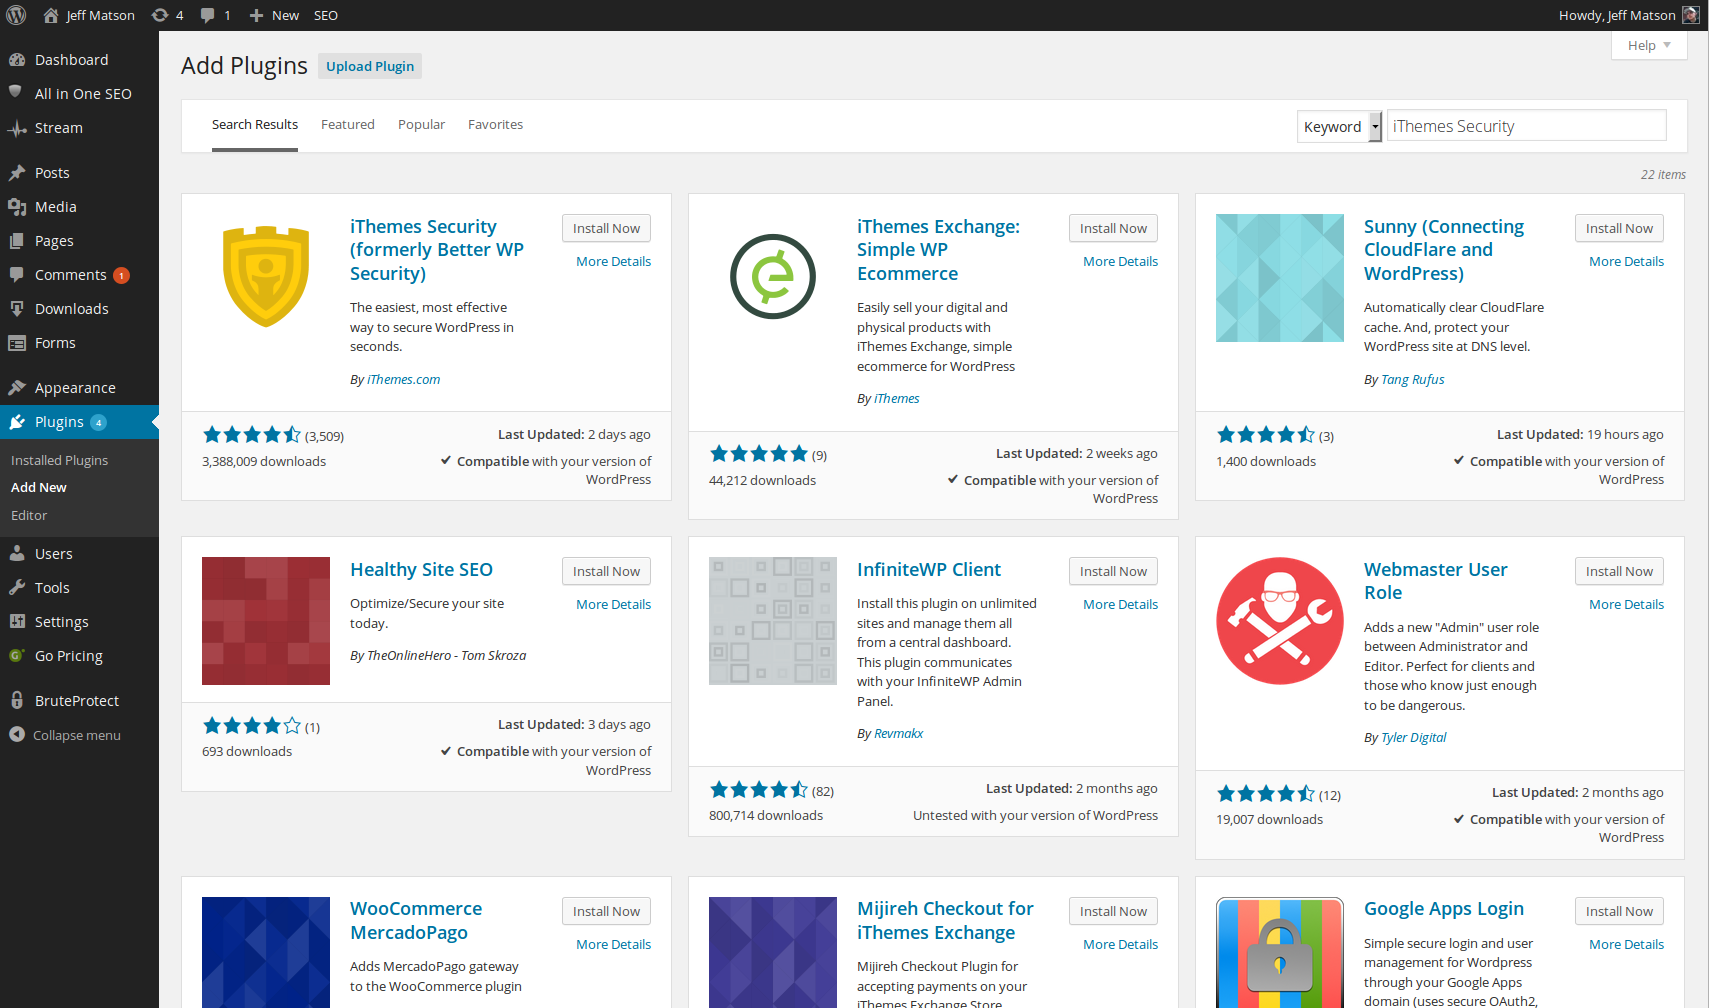 Jeff Matson
4
1
New
SEO
Howdy, Jeff Matson
Dashboard
All in One SEO
Stream
Posts
Media
Pages
Comments 1
Downloads
Forms
Appearance
Plugins 4
Installed Plugins
Add New
Editor
Users
Tools
Settings
Go Pricing
BruteProtect
Collapse menu
Help
Add Plugins
Upload Plugin
Search Results
Featured
Popular
Favorites
Keyword
iThemes Security
22 items
iThemes Security
(formerly Better WP
Security)
Install Now
More Details
The easiest, most effective
way to secure WordPress in
seconds.
By iThemes.com
(3,509)
3,388,009 downloads
Last Updated: 2 days ago
Compatible with your version of
WordPress
iThemes Exchange:
Simple WP
Ecommerce
Install Now
More Details
Easily sell your digital and
physical products with
iThemes Exchange, simple
ecommerce for WordPress
By iThemes
(9)
44,212 downloads
Last Updated: 2 weeks ago
Compatible with your version of
WordPress
Sunny (Connecting
CloudFlare and
WordPress)
Install Now
More Details
Automatically clear CloudFlare
cache. And, protect your
WordPress site at DNS level.
By Tang Rufus
(3)
1,400 downloads
Last Updated: 19 hours ago
Compatible with your version of
WordPress
Healthy Site SEO
Install Now
More Details
Optimize/Secure your site
today.
By TheOnlineHero - Tom Skroza
(1)
693 downloads
Last Updated: 3 days ago
Compatible with your version of
WordPress
InfiniteWP Client
Install Now
More Details
Install this plugin on unlimited
sites and manage them all
from a central dashboard.
This plugin communicates
with your InfiniteWP Admin
Panel.
By Revmakx
(82)
800,714 downloads
Last Updated: 2 months ago
Untested with your version of WordPress
Webmaster User
Role
Install Now
More Details
Adds a new "Admin" user role
between Administrator and
Editor. Perfect for clients and
those who know just enough
to be dangerous.
By Tyler Digital
(12)
19,007 downloads
Last Updated: 2 months ago
Compatible with your version of
WordPress
WooCommerce
MercadoPago
Install Now
More Details
Adds MercadoPago gateway
to the WooCommerce plugin
Mijireh Checkout for
iThemes Exchange
Install Now
More Details
Mijireh Checkout Plugin for
accepting payments on your
iThemes Exchange Store
Google Apps Login
Install Now
More Details
Simple secure login and user
management for Wordpress
through your Google Apps
domain (uses secure OAuth2,